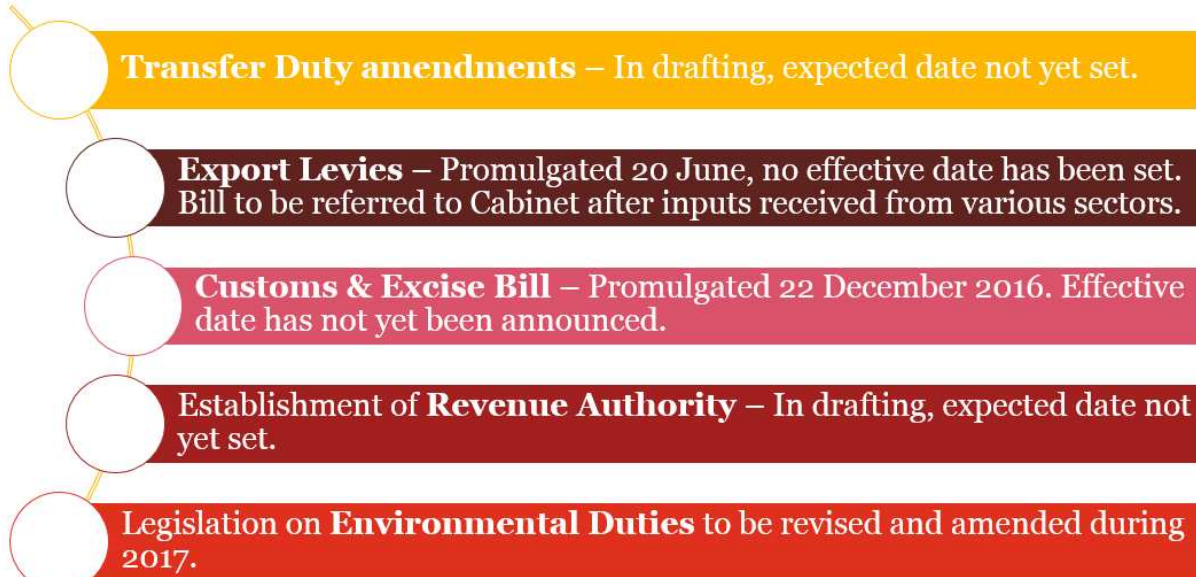 Transfer Duty amendments – In drafting, expected date not yet set.
Export Levies – Promulgated 20 June, no effective date has been set.
Bill to be referred to Cabinet after inputs received from various sectors.
Customs & Excise Bill – Promulgated 22 December 2016. Effective
date has not yet been announced.
Establishment of Revenue Authority – In drafting, expected date not
yet set.
Legislation on Environmental Duties to be revised and amended during
2017.